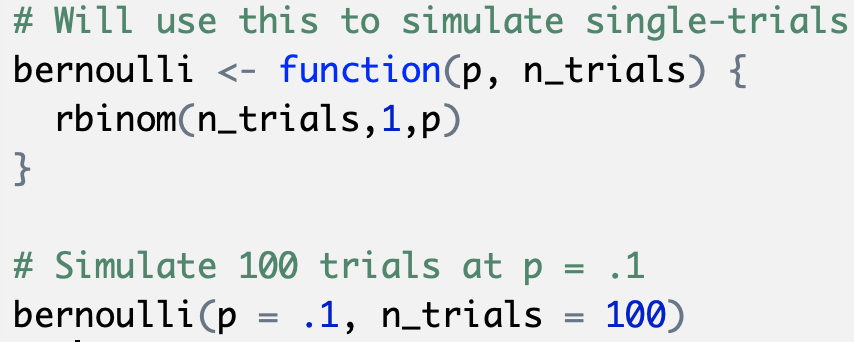 # Will use this to simulate single-trials
bernoulli <- function(p, n_trials) {
  rbinom(n_trials,1,p)
}

# Simulate 100 trials at p = .1
bernoulli(p = .1, n_trials = 100)